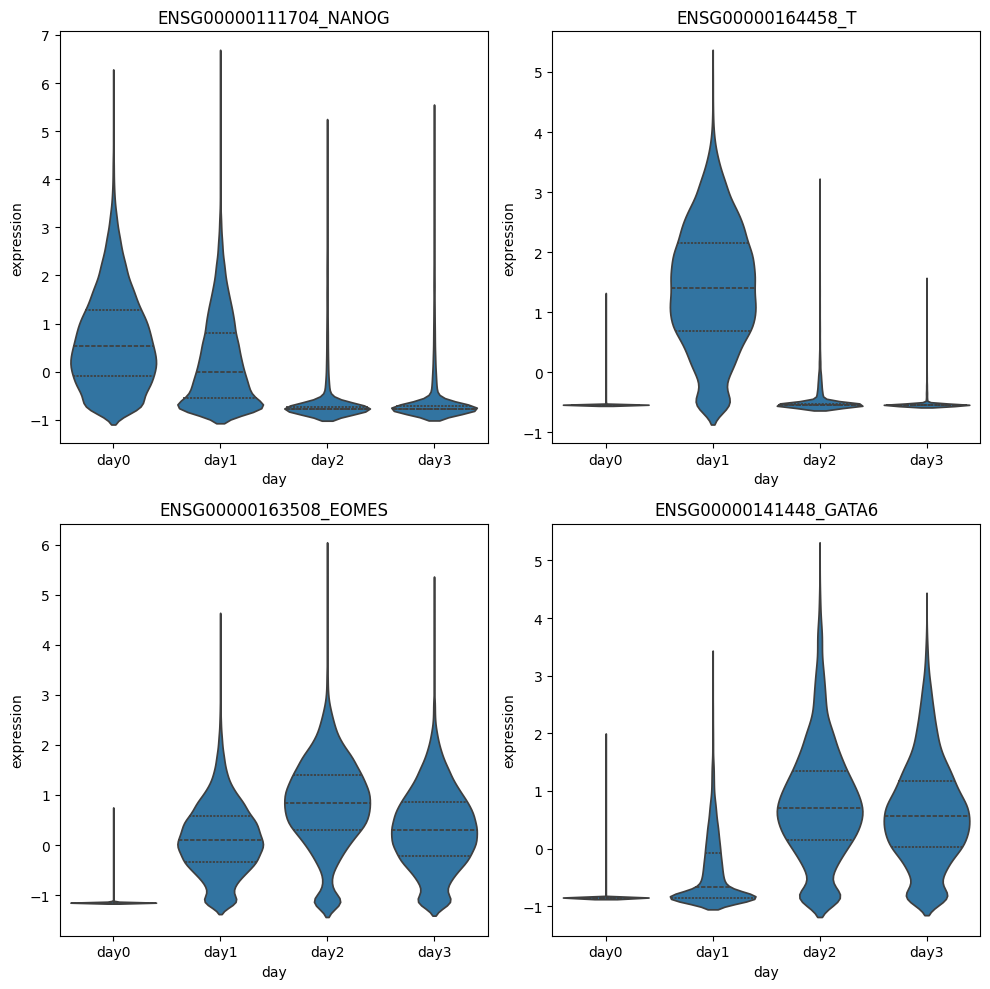 ENSG00000111704_NANOG
expression
7
6
5
4
3
2
1
0
−1
day0 day1 day2 day3
day
ENSG00000164458_T
expression
5
4
3
2
1
0
−1
day0 day1 day2 day3
day
ENSG00000163508_EOMES
expression
6
5
4
3
2
1
0
−1
day0 day1 day2 day3
day
ENSG00000141448_GATA6
expression
5
4
3
2
1
0
−1
day0 day1 day2 day3
day